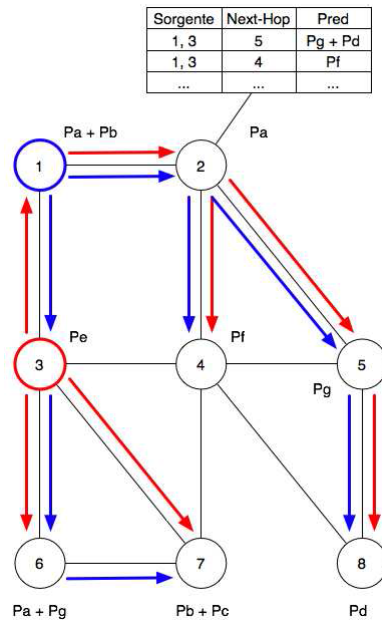 Sorgente Next-Hop Pred
1, 3 5 Pg + Pd
1, 3 4 Pf
... ... ...
Pa + Pb Pa
1 2
Pe Pf
3 4 5
Pg
6 7 8
Pa + Pg Pb + Pc Pd